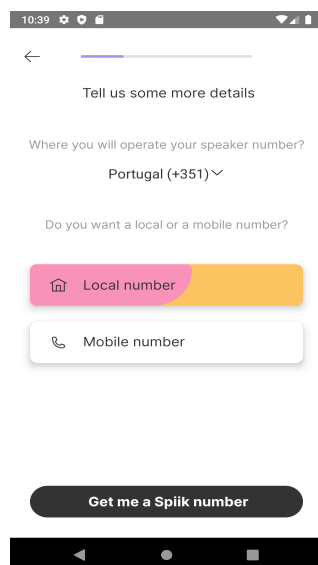 10:39
Tell us some more details
Where you will operate your speaker number?
Portugal (+351)
Do you want a local or a mobile number?
Local number
Mobile number
Get me a Spiik number